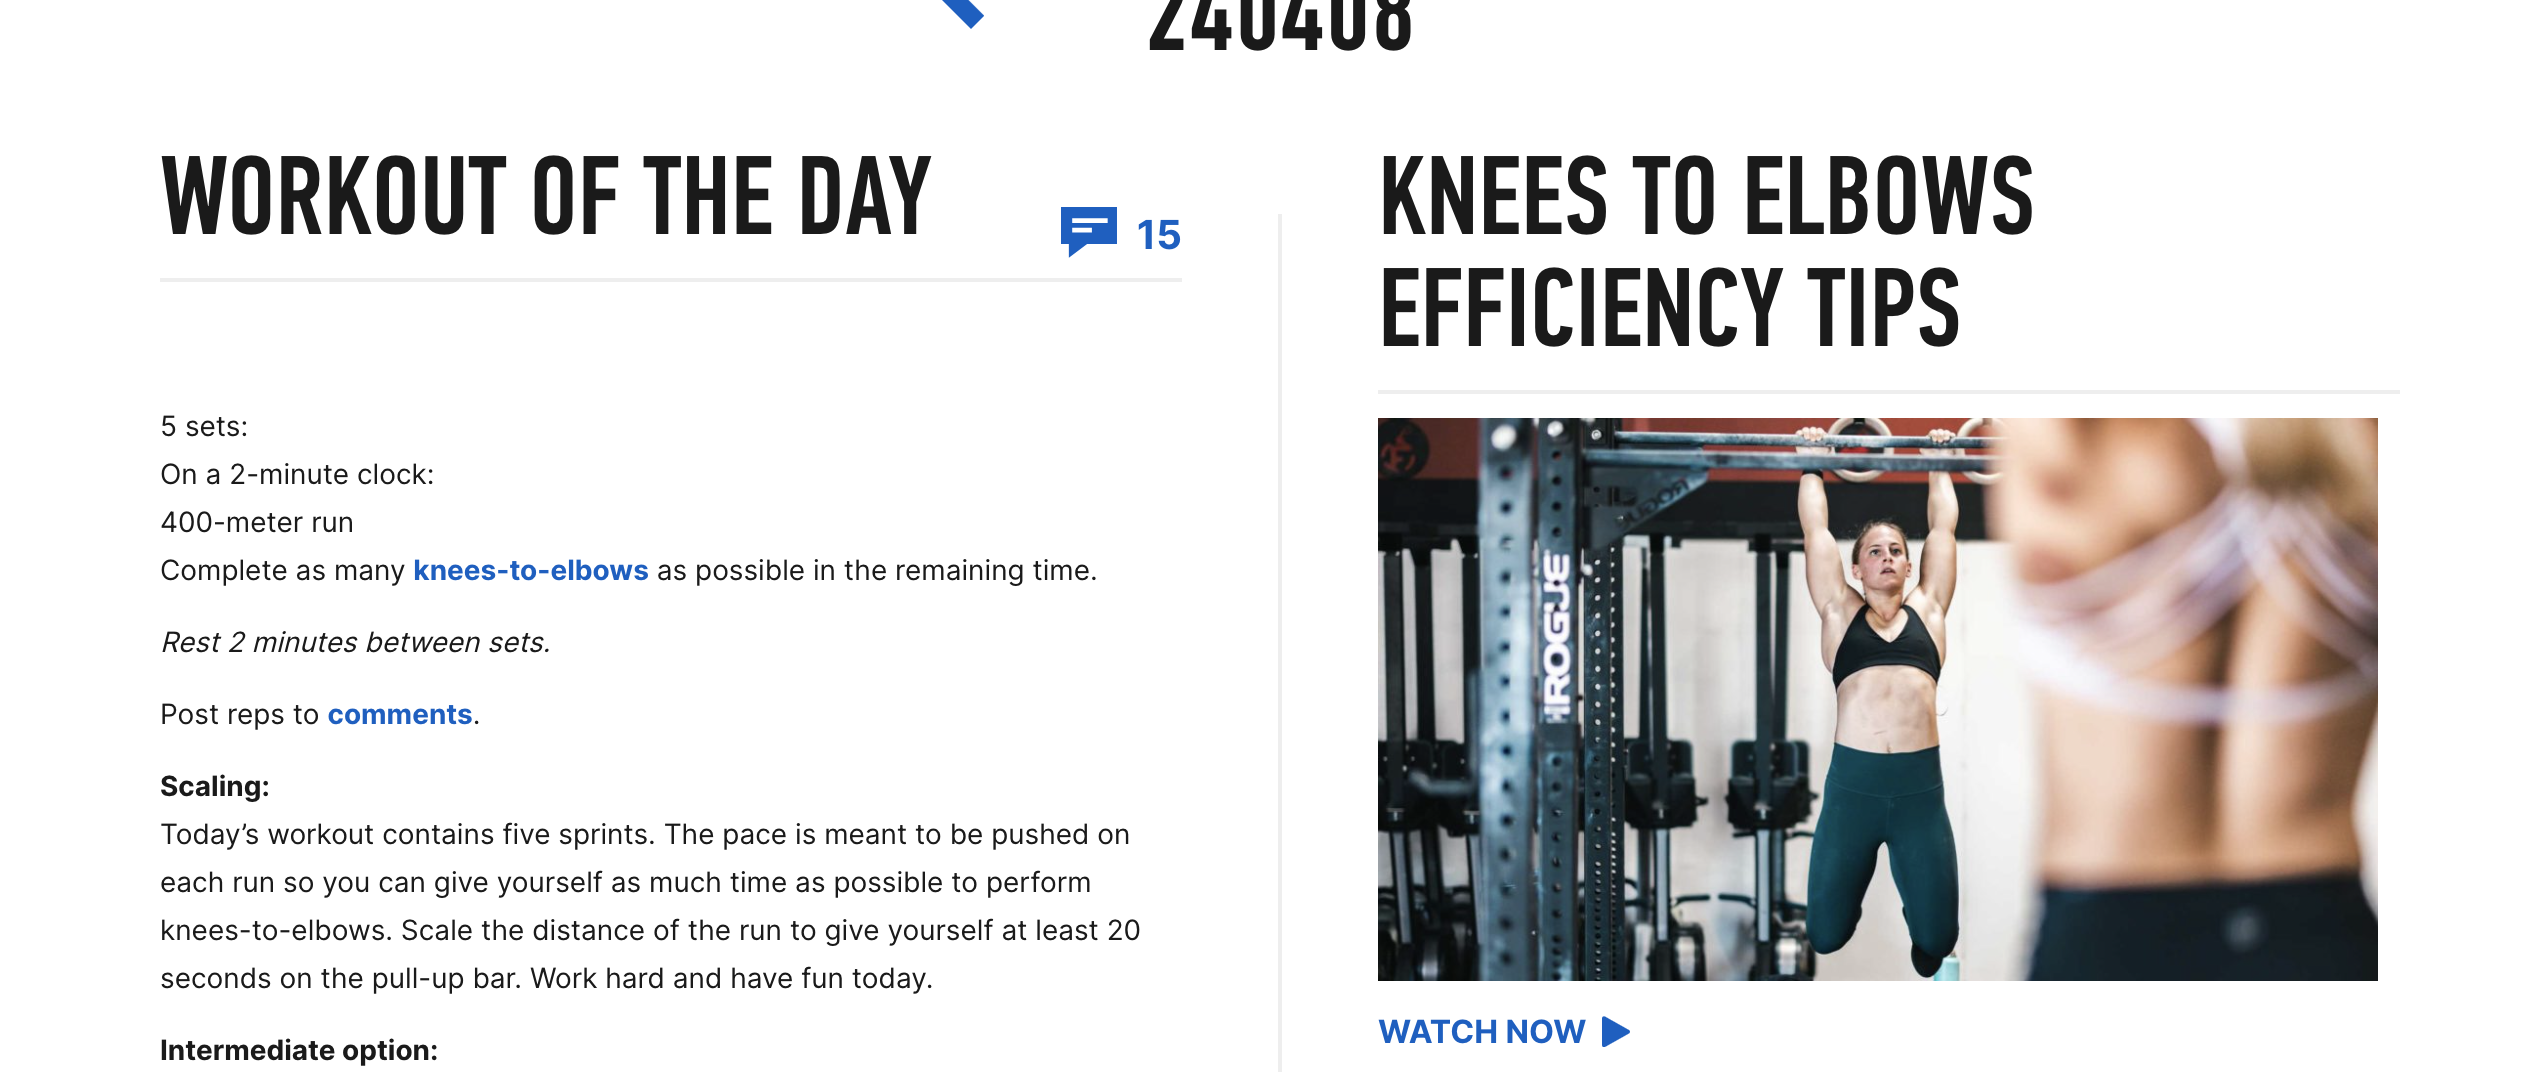 240408
WORKOUT OF THE DAY
15
5 sets:
On a 2-minute clock:
400-meter run
Complete as many knees-to-elbows as possible in the remaining time.
Rest 2 minutes between sets.
Post reps to comments.
Scaling:
Today’s workout contains five sprints. The pace is meant to be pushed on
each run so you can give yourself as much time as possible to perform
knees-to-elbows. Scale the distance of the run to give yourself at least 20
seconds on the pull-up bar. Work hard and have fun today.
Intermediate option:
KNEES TO ELBOWS
EFFICIENCY TIPS
ROGUE
ROGUE
WATCH NOW